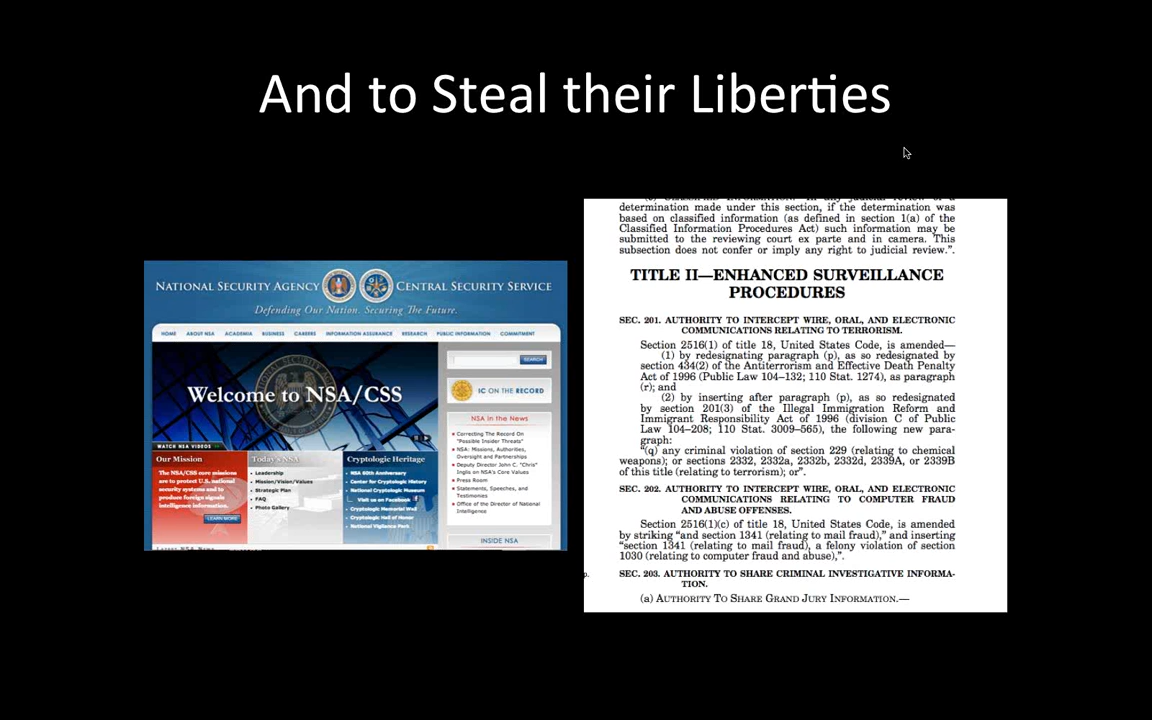 And to Steal their Liberties
NATIONAL SECURITY AGENCY CENTRAL SECURITY SERVICE
Defending Our Nation. Securing The Future.
HOME ABOUT NSA ACADEMIA BUSINESS CAREERS INFORMATION ASSURANCE RESEARCH PUBLIC INFORMATION COMMITMENT
Welcome to NSA/CSS
WATCH NSA VIDEOS
Our Mission
The NSA/CSS core missions
are to protect U.S. national
security systems and to
produce foreign signals
intelligence information.
LEARN MORE
Today's NSA
Leadership
Mission/Vision/Values
Strategic Plan
FAQ
Photo Gallery
Cryptologic Heritage
NSA 60th Anniversary
Center for Cryptologic History
National Cryptologic Museum
Visit us on Facebook
Cryptologic Memorial Wall
Cryptologic Hall of Honor
National Vigilance Park
Latest NSA News
SEARCH
IC ON THE RECORD
NSA in the News
Correcting The Record On
"Possible Insider Threats"
NSA: Missions, Authorities,
Oversight and Partnerships
Deputy Director John C. "Chris"
Inglis on NSA's Core Values
Press Room
Statements, Speeches, and
Testimonies
Office of the Director of National
Intelligence
INSIDE NSA
determination made under this section, if the determination was
based on classified information (as defined in section 1(a) of the
Classified Information Procedures Act) such information may be
submitted to the reviewing court ex parte and in camera. This
subsection does not confer or imply any right to judicial review.”.
TITLE II—ENHANCED SURVEILLANCE
PROCEDURES
SEC. 201. AUTHORITY TO INTERCEPT WIRE, ORAL, AND ELECTRONIC
COMMUNICATIONS RELATING TO TERRORISM.
Section 2516(1) of title 18, United States Code, is amended—
(1) by redesignating paragraph (p), as so redesignated by
section 434(2) of the Antiterrorism and Effective Death Penalty
Act of 1996 (Public Law 104–132; 110 Stat. 1274), as paragraph
(r); and
(2) by inserting after paragraph (p), as so redesignated
by section 201(3) of the Illegal Immigration Reform and
Immigrant Responsibility Act of 1996 (division C of Public
Law 104–208; 110 Stat. 3009–565), the following new para-
graph:
“(q) any criminal violation of section 229 (relating to chemical
weapons); or sections 2332, 2332a, 2332b, 2332d, 2339A, or 2339B
of this title (relating to terrorism); or”.
SEC. 202. AUTHORITY TO INTERCEPT WIRE, ORAL, AND ELECTRONIC
COMMUNICATIONS RELATING TO COMPUTER FRAUD
AND ABUSE OFFENSES.
Section 2516(1)(c) of title 18, United States Code, is amended
by striking “and section 1341 (relating to mail fraud),” and inserting
“section 1341 (relating to mail fraud), a felony violation of section
1030 (relating to computer fraud and abuse),”.
p.
SEC. 203. AUTHORITY TO SHARE CRIMINAL INVESTIGATIVE INFORMA-
TION.
(a) AUTHORITY TO SHARE GRAND JURY INFORMATION.—